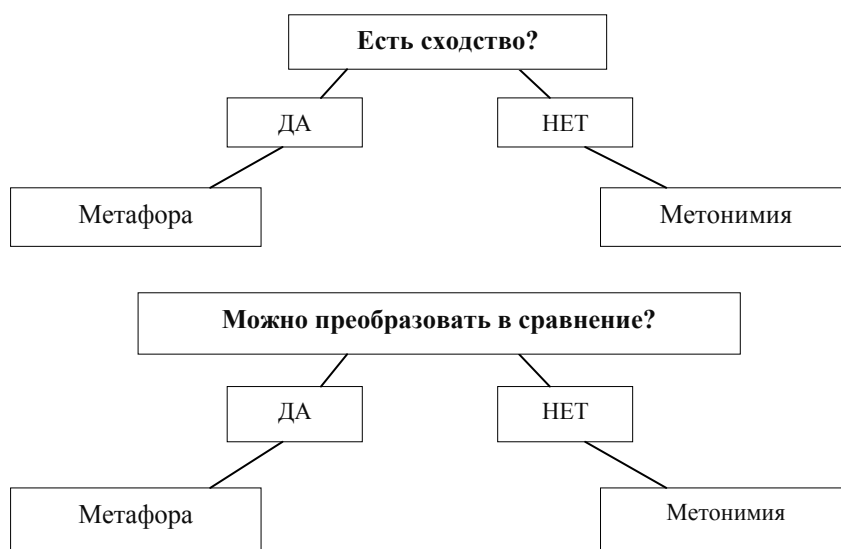 Есть сходство?
ДА
НЕТ
Метафора
Метонимия
Можно преобразовать в сравнение?
ДА
НЕТ
Метафора
Метонимия